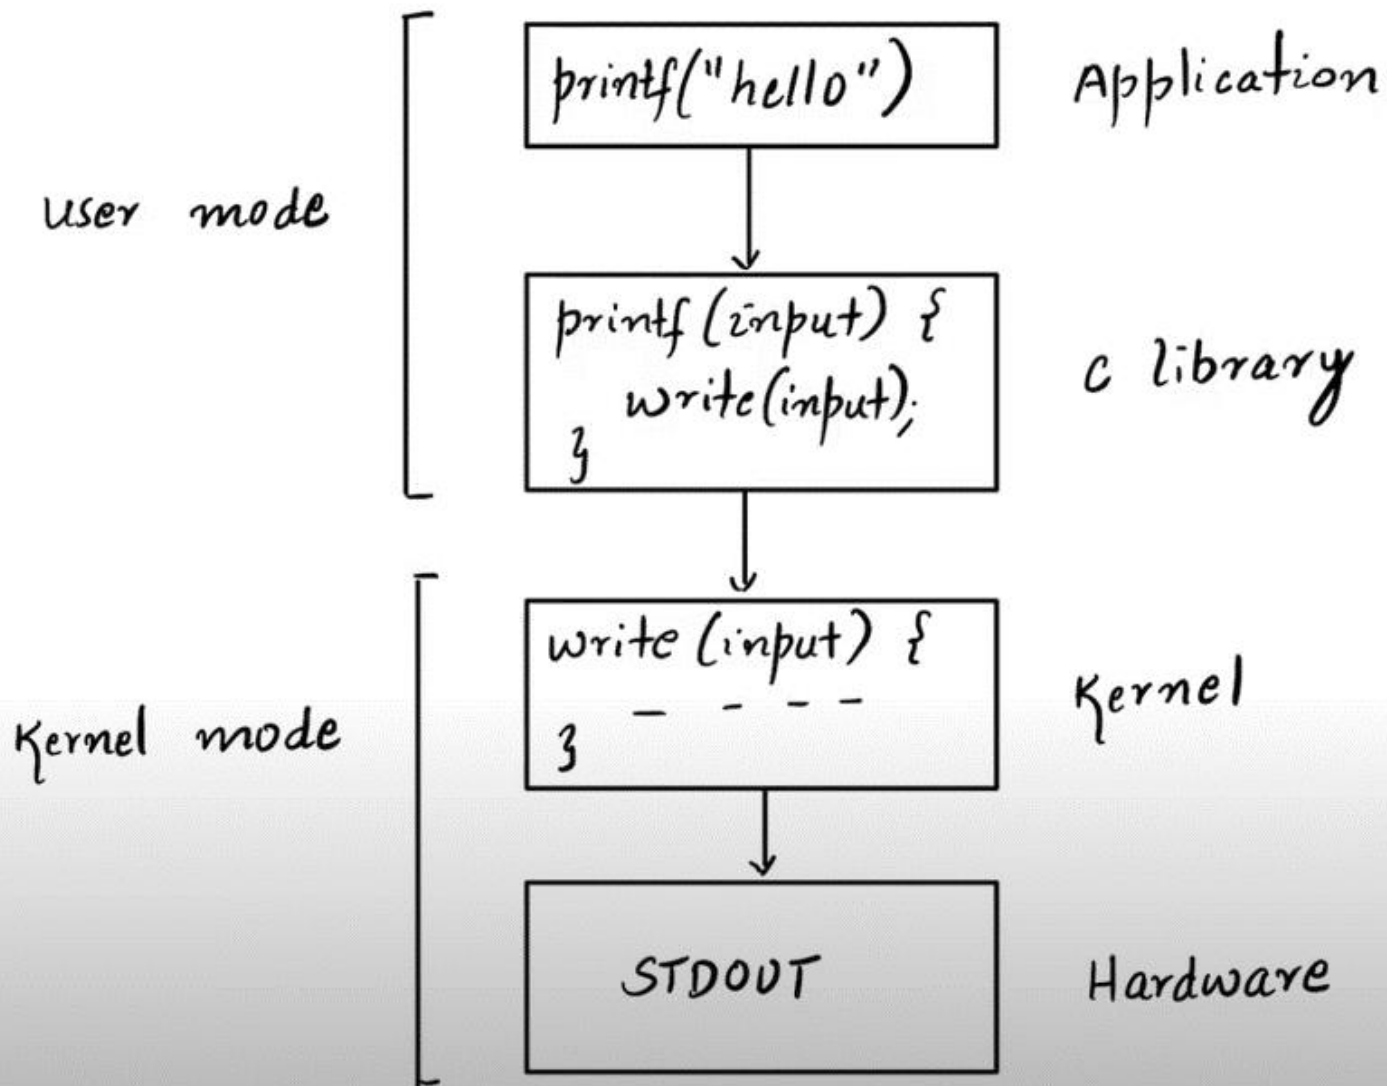 printf("hello")
Application
user mode
printf(input) {
write(input);
}
c library
write (input) {
_ - - -
}
Kernel
Kernel mode
STDOUT
Hardware